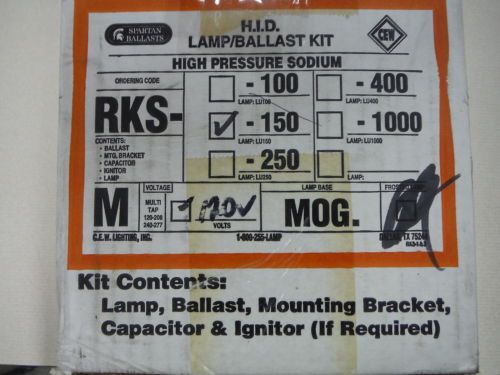 SPARTAN
BALLASTS
H.I.D.
LAMP/BALLAST KIT
CEW
HIGH PRESSURE SODIUM
ORDERING CODE
RKS-
CONTENTS:
• BALLAST
• MTG. BRACKET
• CAPACITOR
• IGNITOR
• LAMP
-100
LAMP: LU100
-400
LAMP: LU400
-150
LAMP: LU150
-1000
LAMP: LU1000
-250
LAMP: LU250
LAMP:
M
VOLTAGE
MULTI
TAP
120-208
240-277
VOLTS
LAMP BASE
MOG.
C.E.W. LIGHTING, INC.
1-800-255-LAMP
DALLAS, TX
Kit Contents:
Lamp, Ballast, Mounting Bracket,
Capacitor & Ignitor (If Required)